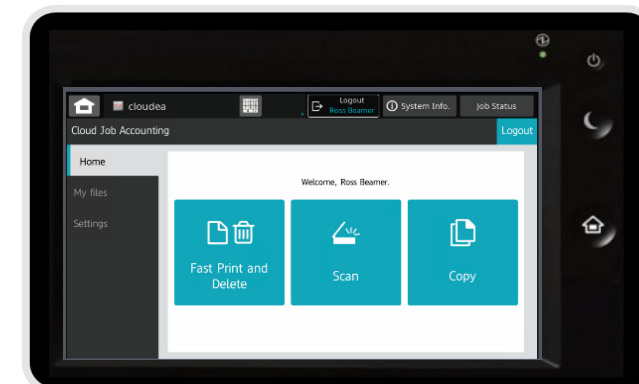 cloudea
Logout
Ross Beamer
System Info.
Job Status
Cloud Job Accounting
Logout
Home
My files
Settings
Welcome, Ross Beamer.
Fast Print and
Delete
Scan
Copy